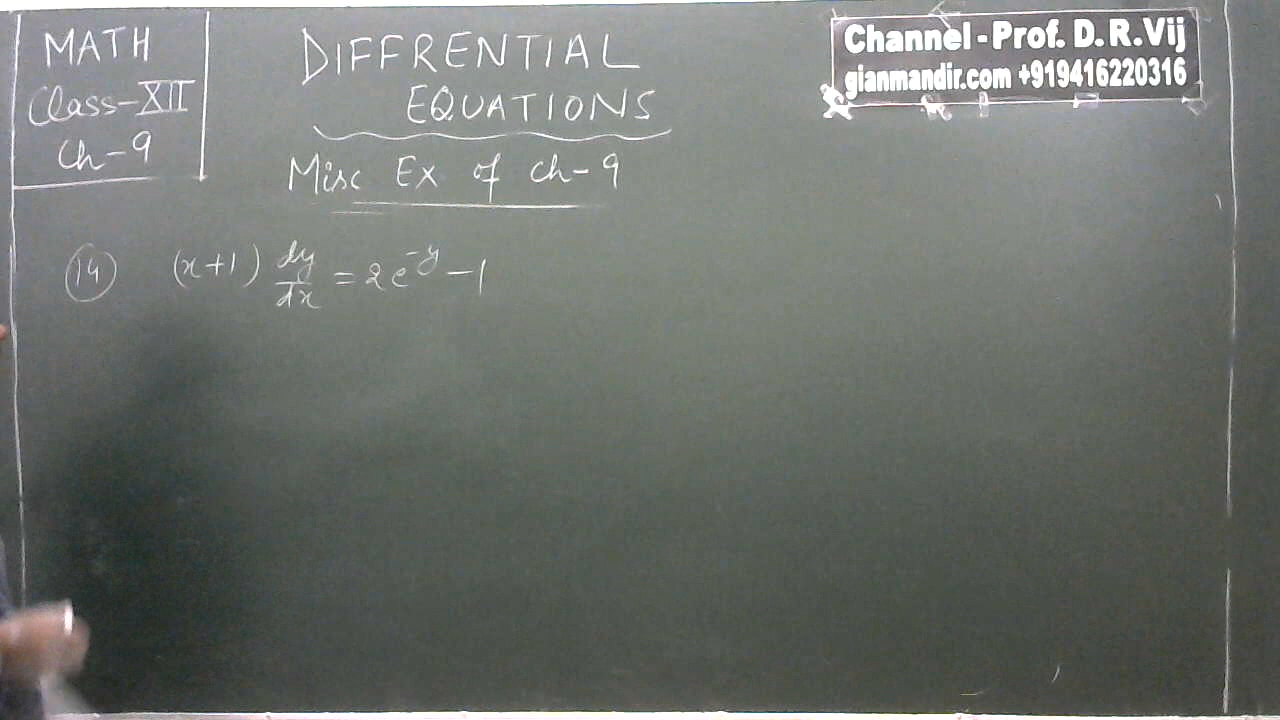 MATH
Class-XII
Ch-9
DIFFRENTIAL
EQUATIONS
Misc Ex of Ch-9
Channel - Prof. D. R. Vij
gianmandir.com +919416220316
14 (x+1) dy/dx = 2e^-y - 1